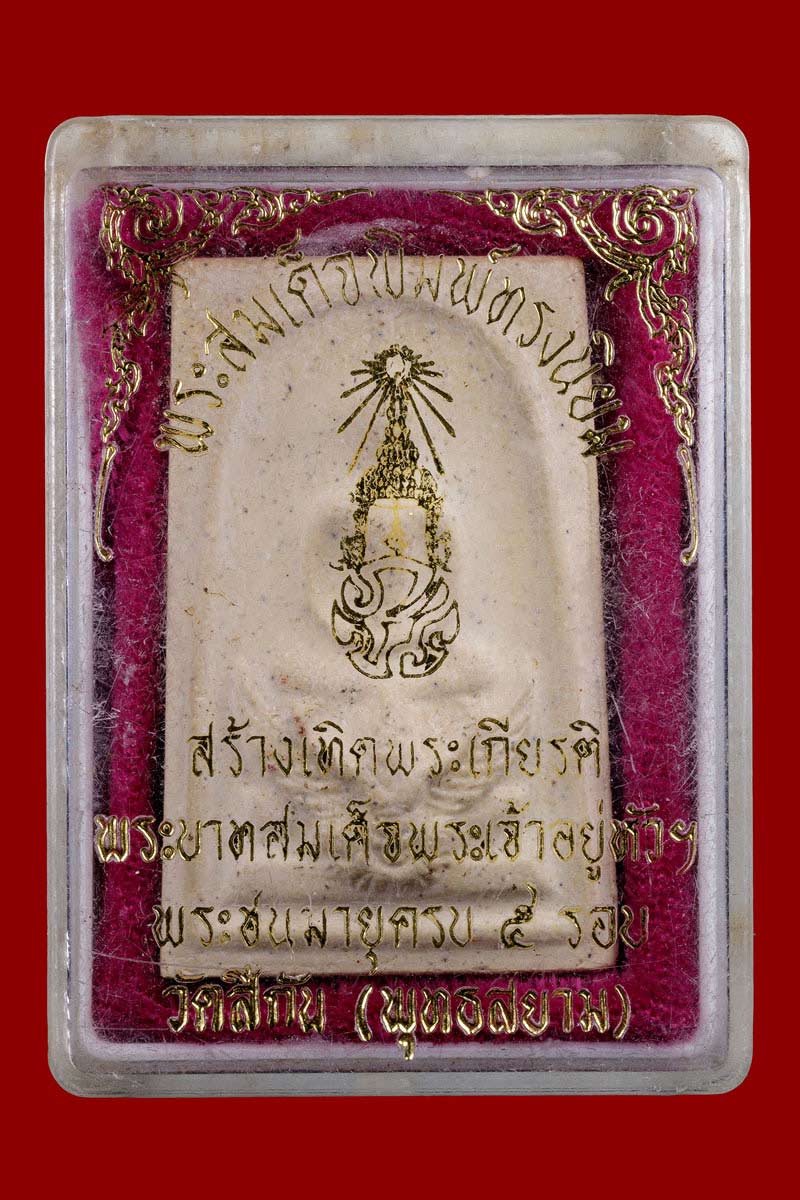 พระสมเด็จพิมพ์ทรงนิยม
สร้างเทิดพระเกียรติ
พระบาทสมเด็จพระเจ้าอยู่หัวฯ
พระชนมายุครบ ๕ รอบ
วัดสีกัน (พุทธสยาม)